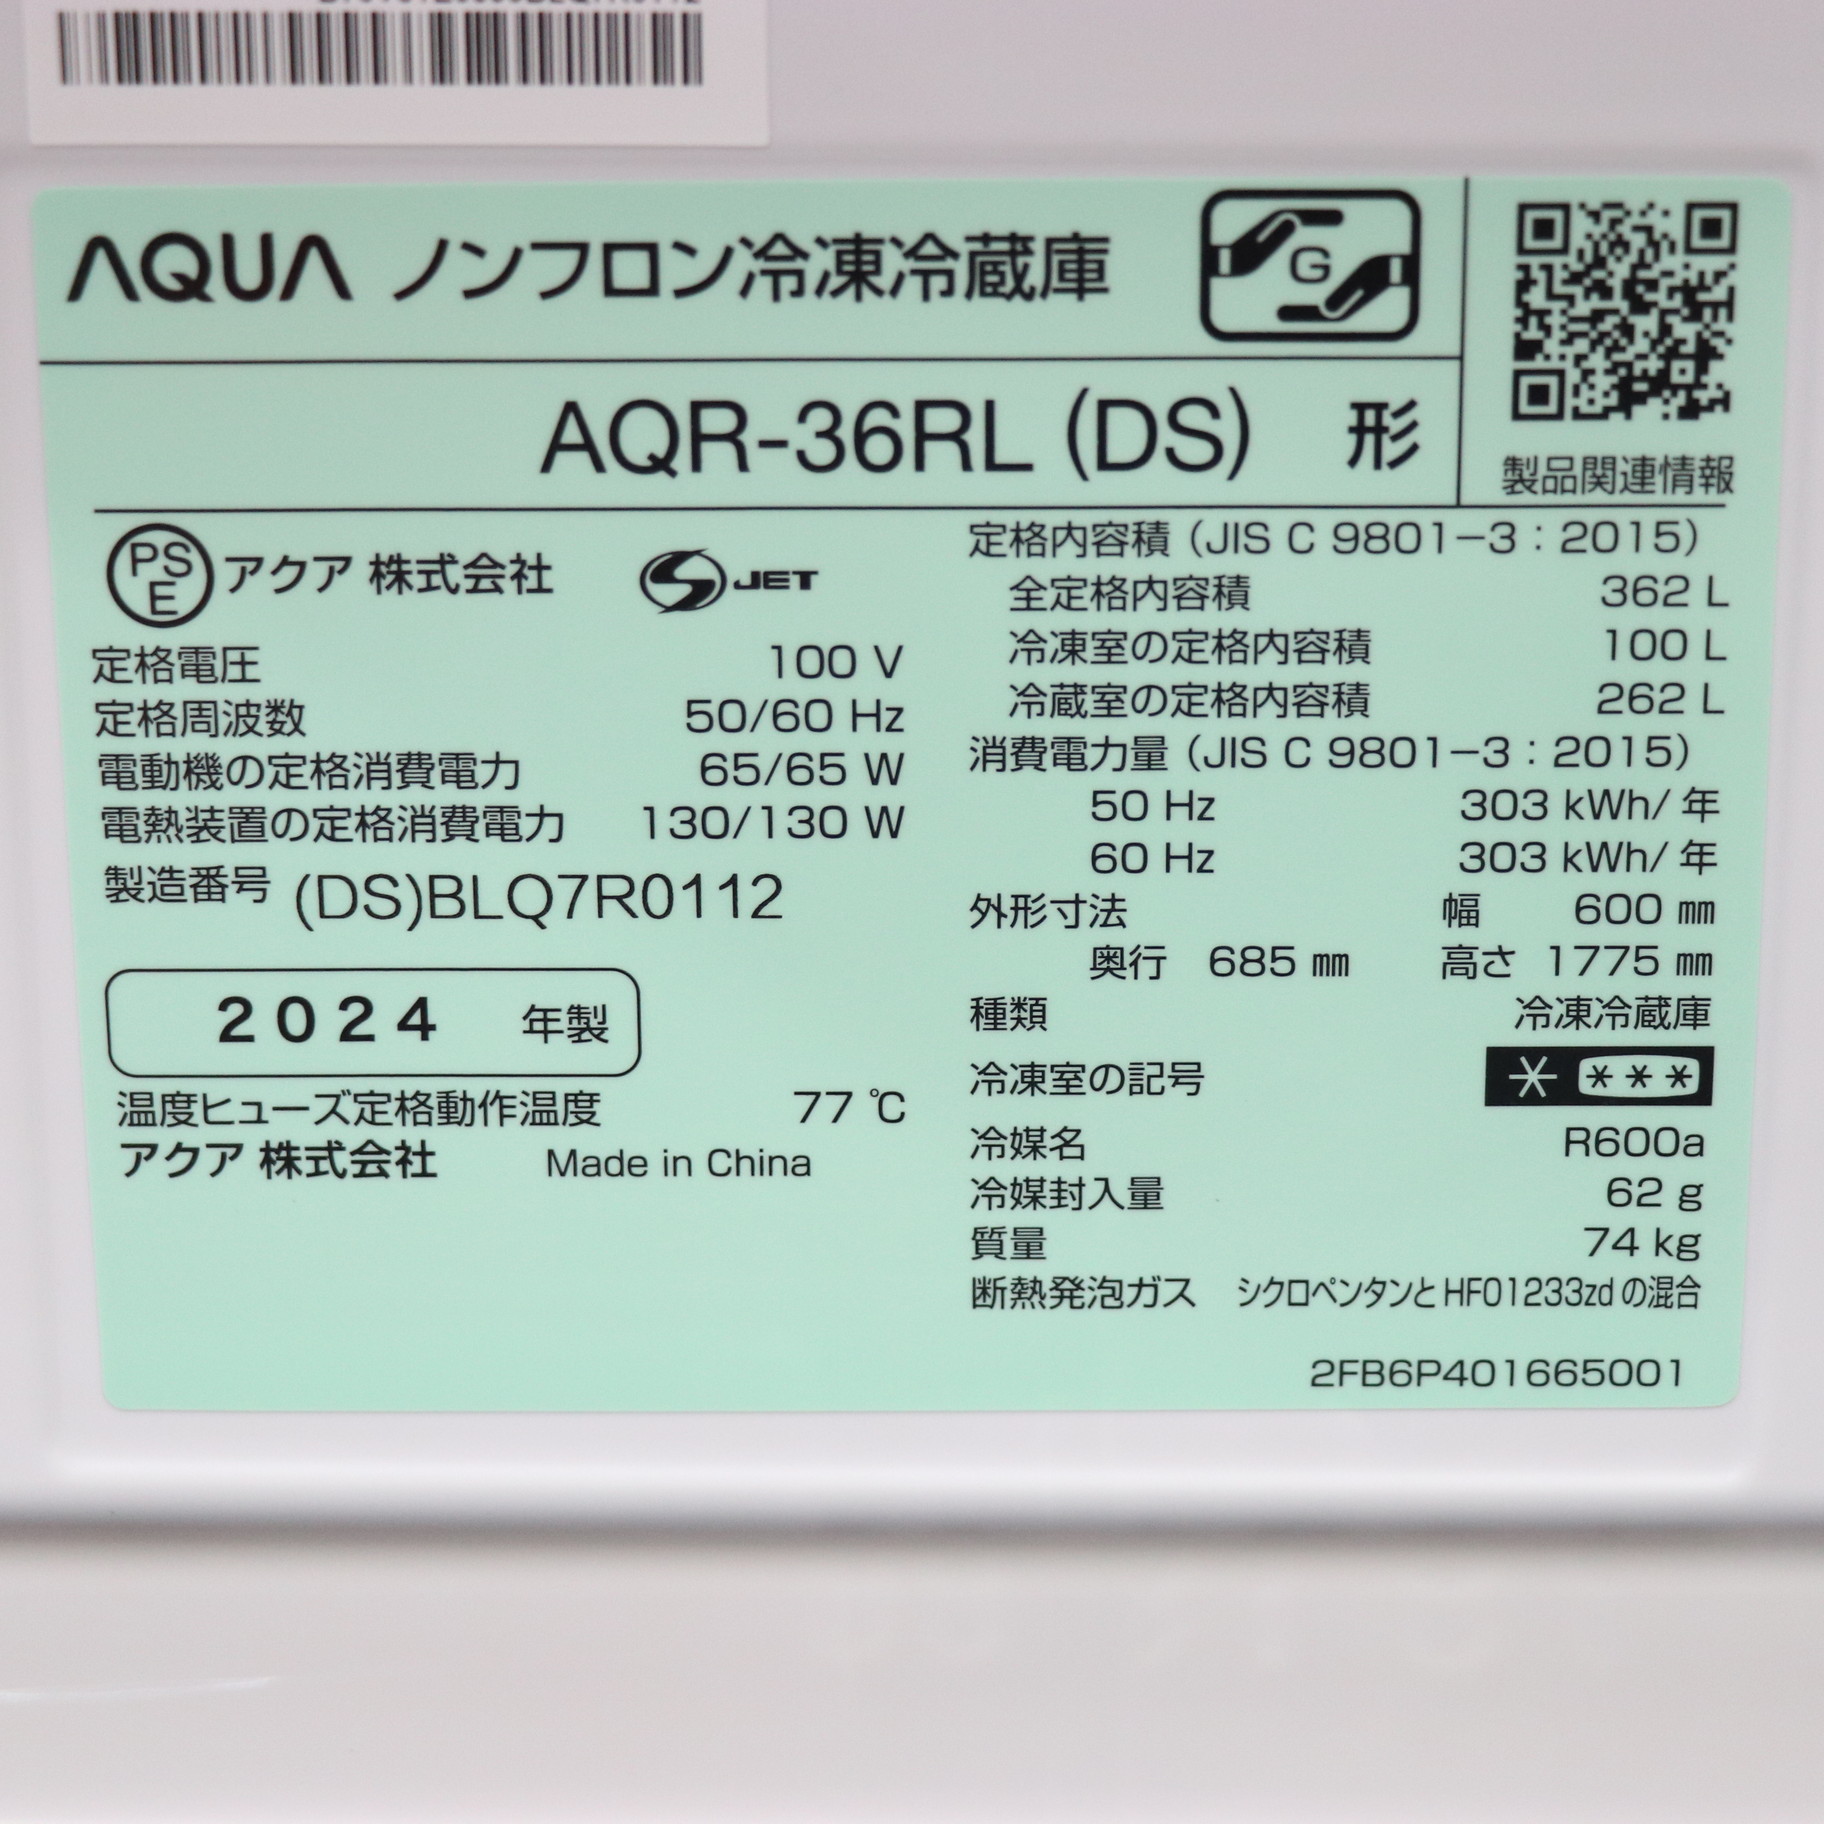 AQUA ノンフロン冷凍冷蔵庫
G
AQR-36RL (DS) 形
製品関連情報
PS
E
アクア 株式会社
S JET
定格電圧 100 V
定格周波数 50/60 Hz
電動機の定格消費電力 65/65 W
電熱装置の定格消費電力 130/130 W
製造番号 (DS)BLQ7R0112
2024 年製
温度ヒューズ定格動作温度 77 ℃
アクア 株式会社 Made in China
定格内容積 (JIS C 9801-3 : 2015)
全定格内容積 362 L
冷凍室の定格内容積 100 L
冷蔵室の定格内容積 262 L
消費電力量 (JIS C 9801-3 : 2015)
50 Hz 303 kWh/年
60 Hz 303 kWh/年
外形寸法 幅 600 ㎜
奥行 685 ㎜ 高さ 1775 ㎜
種類 冷凍冷蔵庫
冷凍室の記号 * ***
冷媒名 R600a
冷媒封入量 62 g
質量 74 kg
断熱発泡ガス シクロペンタンとHFO1233zdの混合
2FB6P401665001